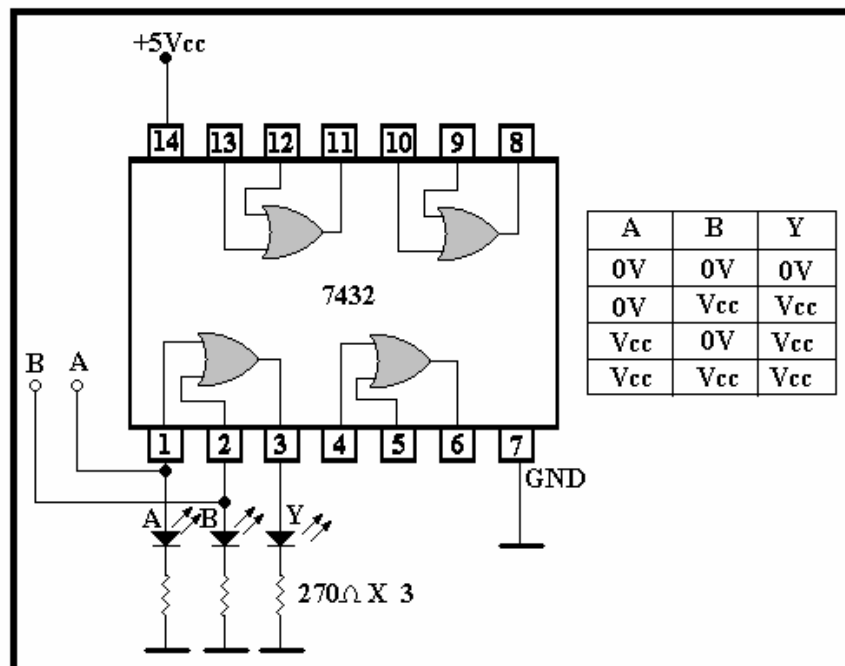 +5Vcc
14 13 12 11 10 9 8
A B Y
0V 0V 0V
0V Vcc Vcc
Vcc 0V Vcc
Vcc Vcc Vcc
7432
B A
1 2 3 4 5 6 7
GND
A B Y
270Ω X 3